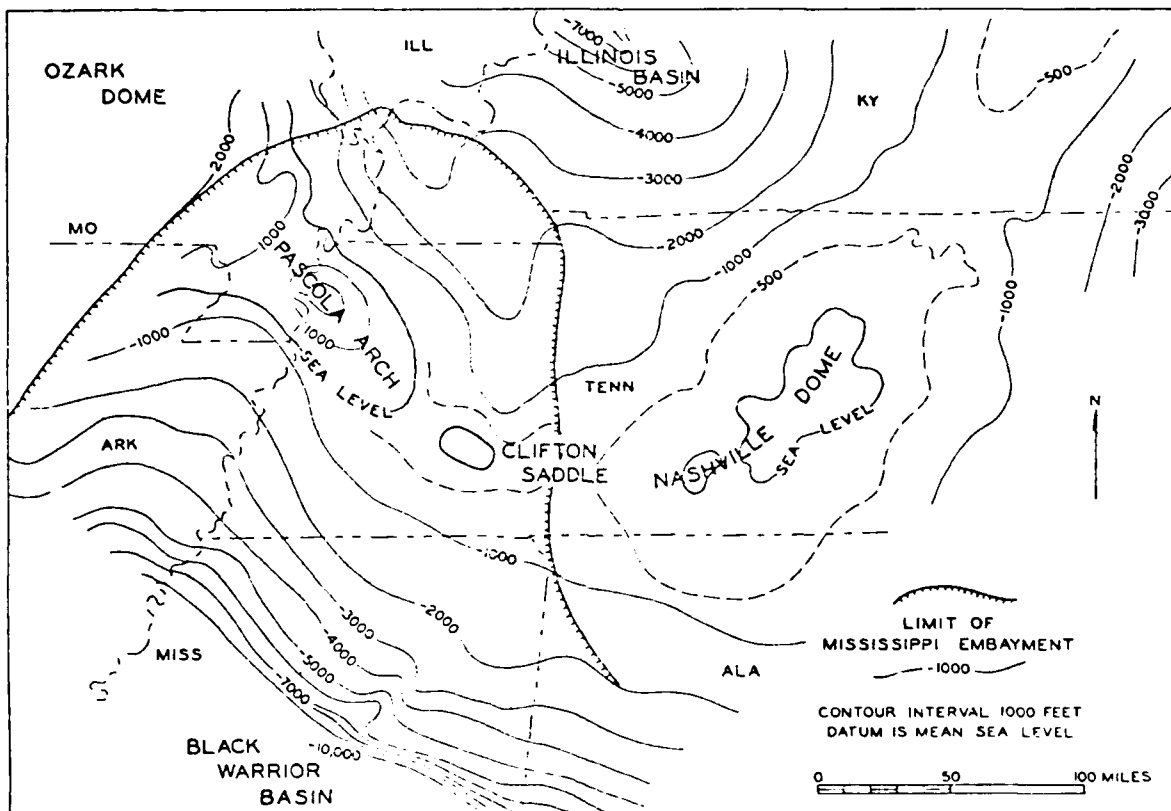 ILL
-7000
ILLINOIS
BASIN
-5000
-4000
-3000
-500
OZARK
DOME
KY
2000
-2000
-3000
MO
1000
PASCOLA ARCH
1000
-2000
-1000
-500
-1000
-1000
SEA LEVEL
TENN
NASHVILLE DOME
SEA LEVEL
N
ARK
CLIFTON
SADDLE
-1000
-2000
-3000
-4000
-5000
-7000
-10,000
MISS
ALA
BLACK
WARRIOR
BASIN
LIMIT OF
MISSISSIPPI EMBAYMENT
-1000
CONTOUR INTERVAL 1000 FEET
DATUM IS MEAN SEA LEVEL
0 50 100 MILES